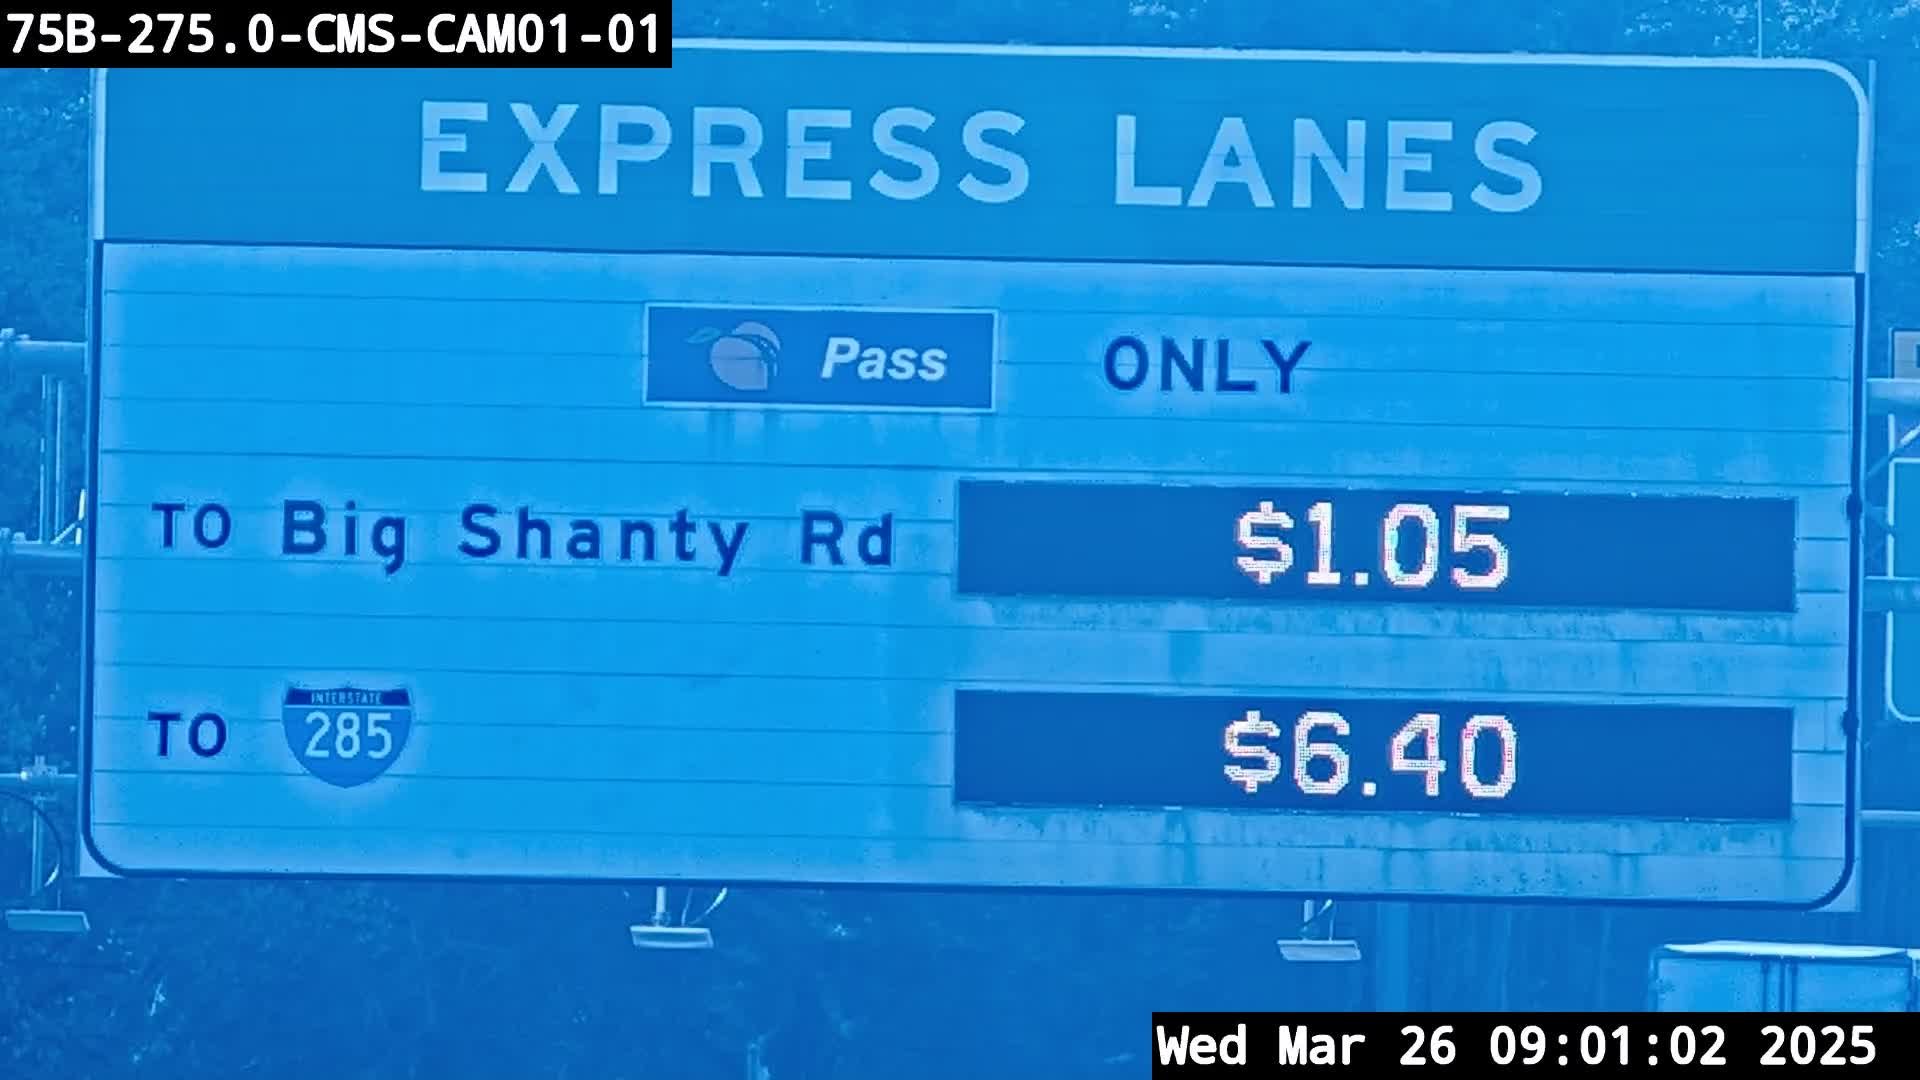 75B-275.0-CMS-CAM01-01
EXPRESS LANES
Pass ONLY
TO Big Shanty Rd $1.05
TO INTERSTATE 285 $6.40
Wed Mar 26 09:01:02 2025